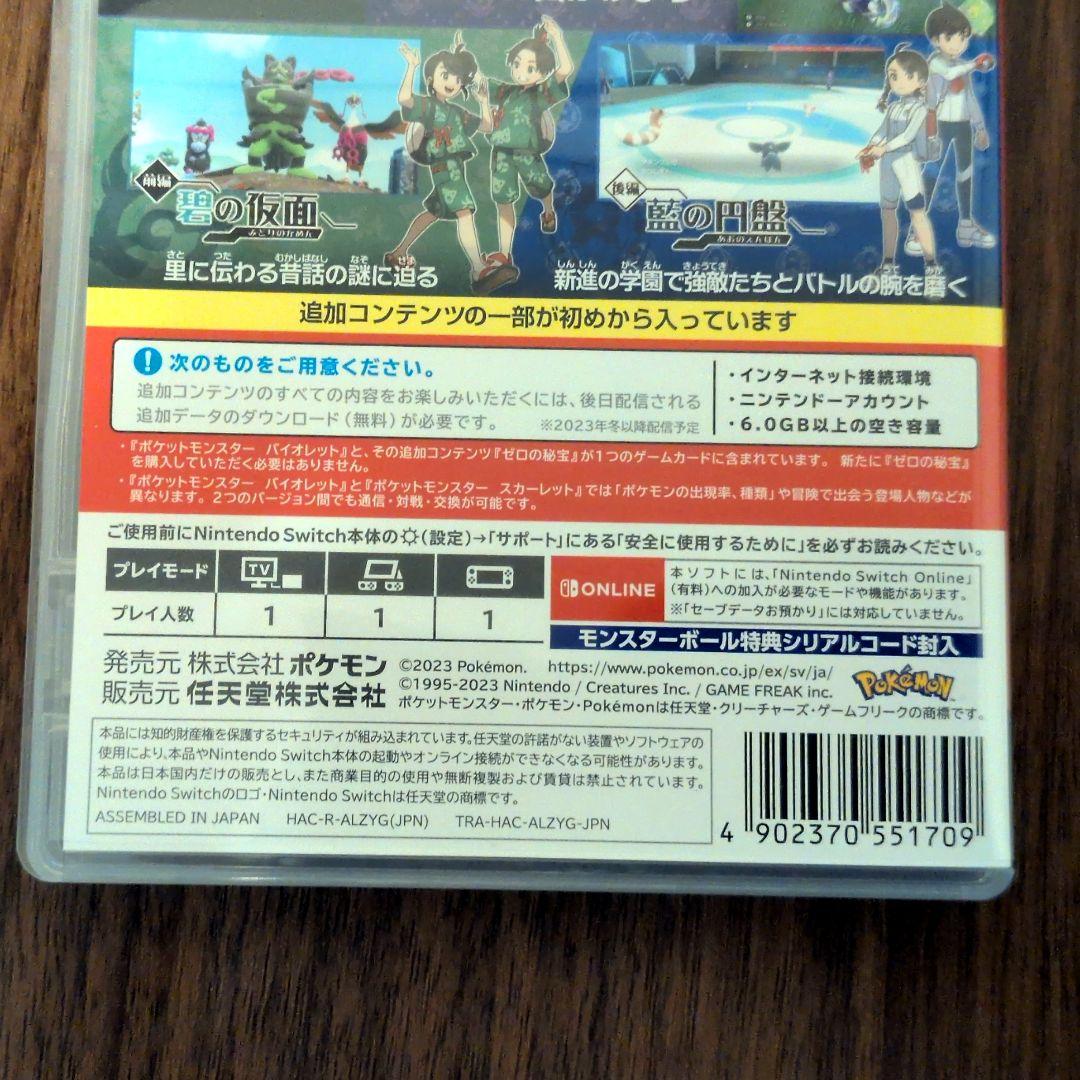 前編
碧の仮面
みどりのかめん
さと つた むかしばなし なぞ せま
里に伝わる昔話の謎に迫る
後編
藍の円盤
あおのえんばん
しんしん がくえん きょうてき うで みが
新進の学園で強敵たちとバトルの腕を磨く
追加コンテンツの一部が初めから入っています
! 次のものをご用意ください。
追加コンテンツのすべての内容をお楽しみいただくには、後日配信される
追加データのダウンロード（無料）が必要です。 ※2023年冬以降配信予定
・インターネット接続環境
・ニンテンドーアカウント
・6.0GB以上の空き容量
・『ポケットモンスター バイオレット』と、その追加コンテンツ『ゼロの秘宝』が1つのゲームカードに含まれています。 新たに『ゼロの秘宝』
を購入していただく必要はありません。
・『ポケットモンスター バイオレット』と『ポケットモンスター スカーレット』では「ポケモンの出現率、種類」や冒険で出会う登場人物などが
異なります。2つのバージョン間でも通信・対戦・交換が可能です。
ご使用前にNintendo Switch本体の（設定）→「サポート」にある「安全に使用するために」を必ずお読みください。
プレイモード TV
プレイ人数 1 1 1
ONLINE
本ソフトには、「Nintendo Switch Online」
（有料）への加入が必要なモードや機能があります。
※「セーブデータお預かり」には対応していません。
モンスターボール特典シリアルコード封入
発売元 株式会社 ポケモン
販売元 任天堂株式会社
©2023 Pokémon. https://www.pokemon.co.jp/ex/sv/ja/
©1995-2023 Nintendo / Creatures Inc. / GAME FREAK inc.
ポケットモンスター・ポケモン・Pokémonは任天堂・クリーチャーズ・ゲームフリークの商標です。
POKéMON
本品には知的財産権を保護するセキュリティが組み込まれています。任天堂の許諾がない装置やソフトウェアの
使用により、本品やNintendo Switch本体の起動やオンライン接続ができなくなる可能性があります。
本品は日本国内だけの販売とし、また商業目的の使用や無断複製および賃貸は禁止されています。
Nintendo Switchのロゴ・Nintendo Switchは任天堂の商標です。
ASSEMBLED IN JAPAN HAC-R-ALZYG(JPN) TRA-HAC-ALZYG-JPN
4 902370 551709